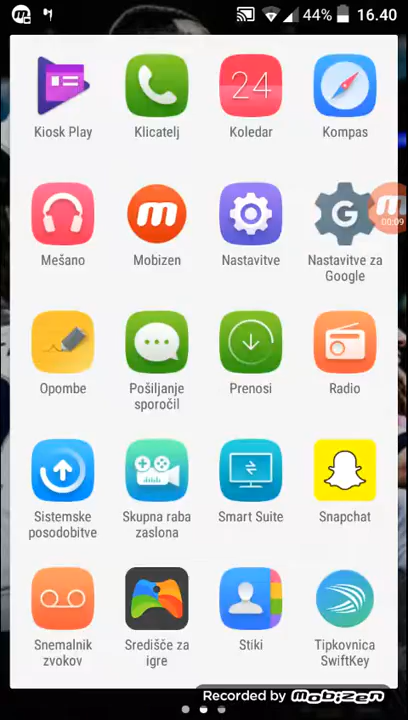 44% 16.40
Kiosk Play
Klicatelj
24
Koledar
Kompas
Mešano
m
Mobizen
Nastavitve
G
Nastavitve za
Google
m
00:09
Opombe
Pošiljanje
sporočil
Prenosi
Radio
Sistemske
posodobitve
Skupna raba
zaslona
Smart Suite
Snapchat
Snemalnik
zvokov
Središče za
igre
Stiki
Tipkovnica
SwiftKey
Recorded by mobizen